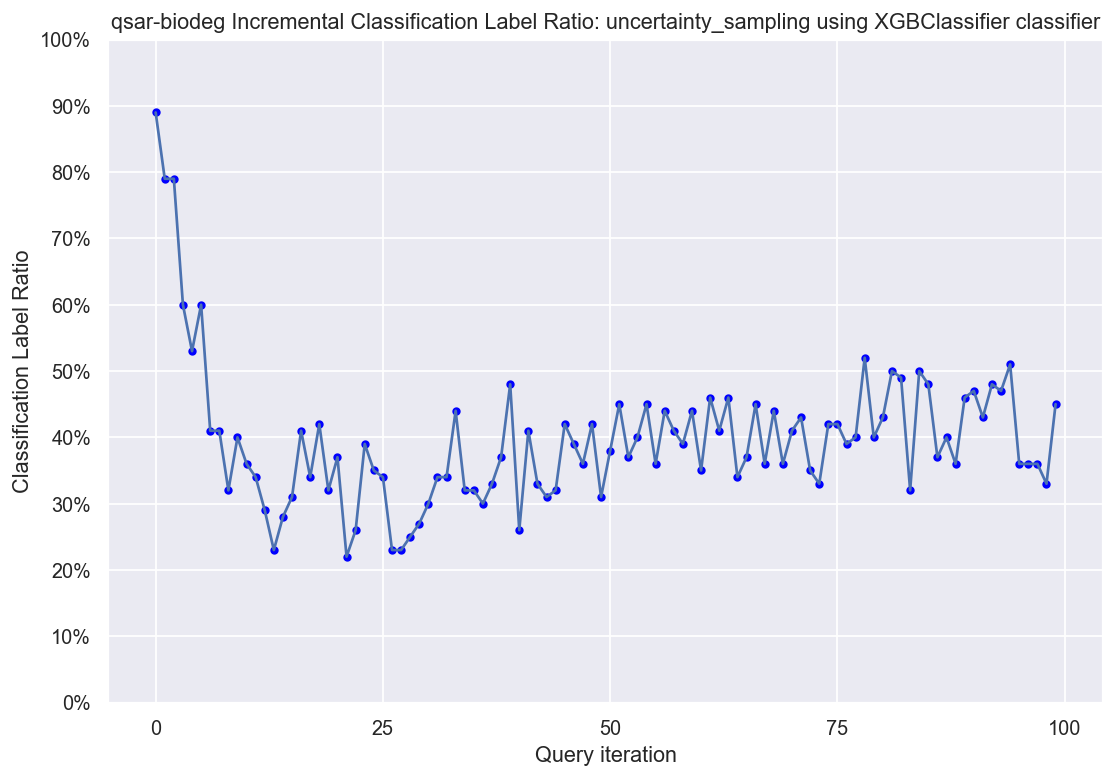 qsar-biodeg Incremental Classification Label Ratio: uncertainty_sampling using XGBClassifier classifier
100%
90%
80%
70%
60%
50%
40%
30%
20%
10%
0%
Classification Label Ratio
0 25 50 75 100
Query iteration